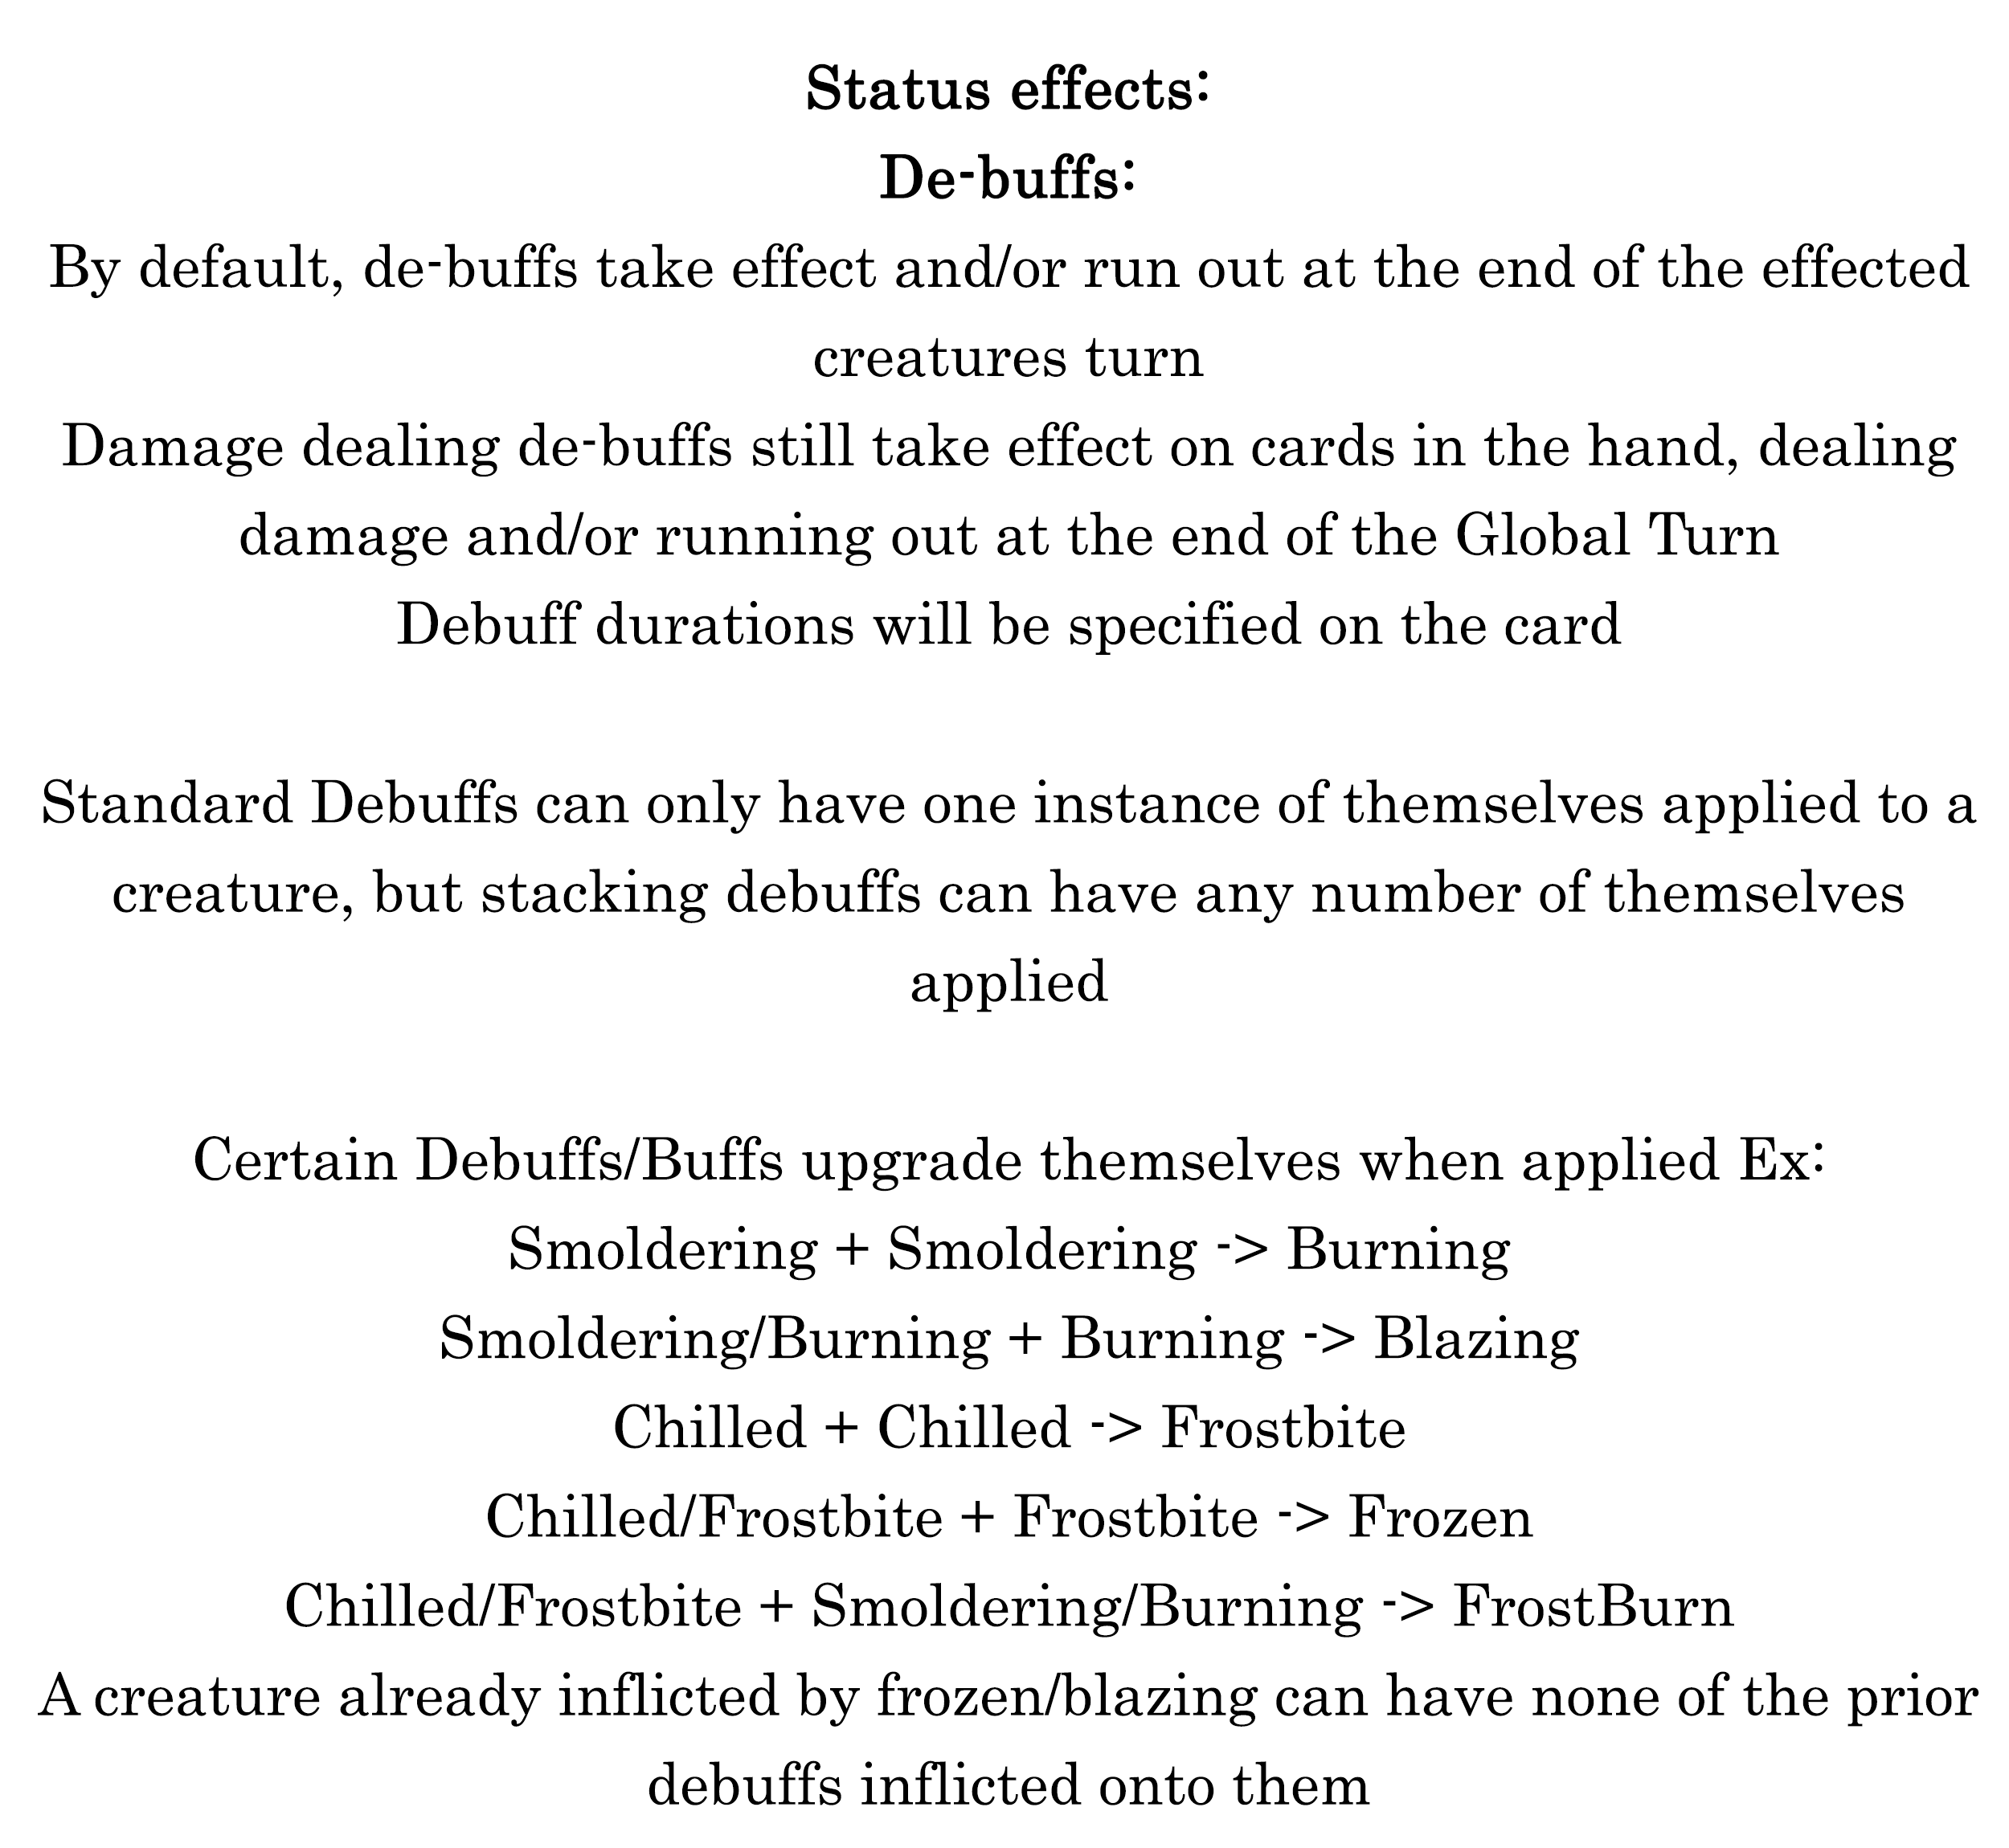 Status effects:
De-buffs:
By default, de-buffs take effect and/or run out at the end of the effected
creatures turn
Damage dealing de-buffs still take effect on cards in the hand, dealing
damage and/or running out at the end of the Global Turn
Debuff durations will be specified on the card
Standard Debuffs can only have one instance of themselves applied to a
creature, but stacking debuffs can have any number of themselves
applied
Certain Debuffs/Buffs upgrade themselves when applied Ex:
Smoldering + Smoldering -> Burning
Smoldering/Burning + Burning -> Blazing
Chilled + Chilled -> Frostbite
Chilled/Frostbite + Frostbite -> Frozen
Chilled/Frostbite + Smoldering/Burning -> FrostBurn
A creature already inflicted by frozen/blazing can have none of the prior
debuffs inflicted onto them